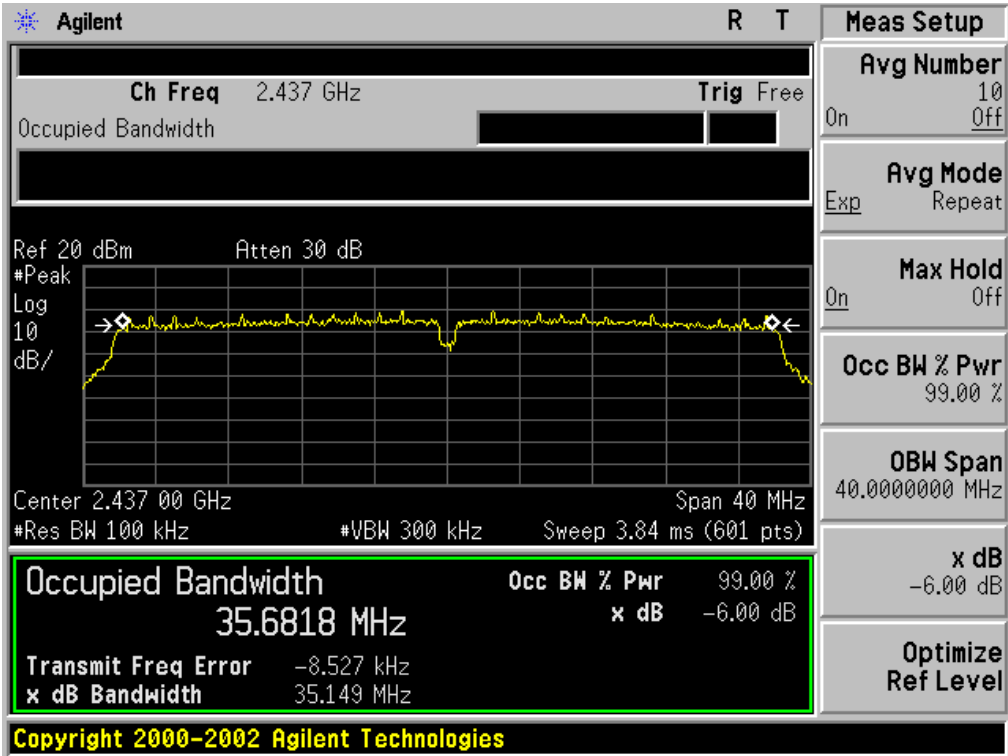 Agilent R T
Ch Freq 2.437 GHz Trig Free
Occupied Bandwidth
Ref 20 dBm Atten 30 dB
#Peak
Log
10
dB/
Center 2.437 00 GHz Span 40 MHz
#Res BW 100 kHz #VBW 300 kHz Sweep 3.84 ms (601 pts)
Occupied Bandwidth Occ BW % Pwr 99.00 %
35.6818 MHz x dB -6.00 dB
Transmit Freq Error -8.527 kHz
x dB Bandwidth 35.149 MHz
Copyright 2000-2002 Agilent Technologies
Meas Setup
Avg Number
10
On Off
Avg Mode
Exp Repeat
Max Hold
On Off
Occ BW % Pwr
99.00 %
OBW Span
40.0000000 MHz
x dB
-6.00 dB
Optimize
Ref Level